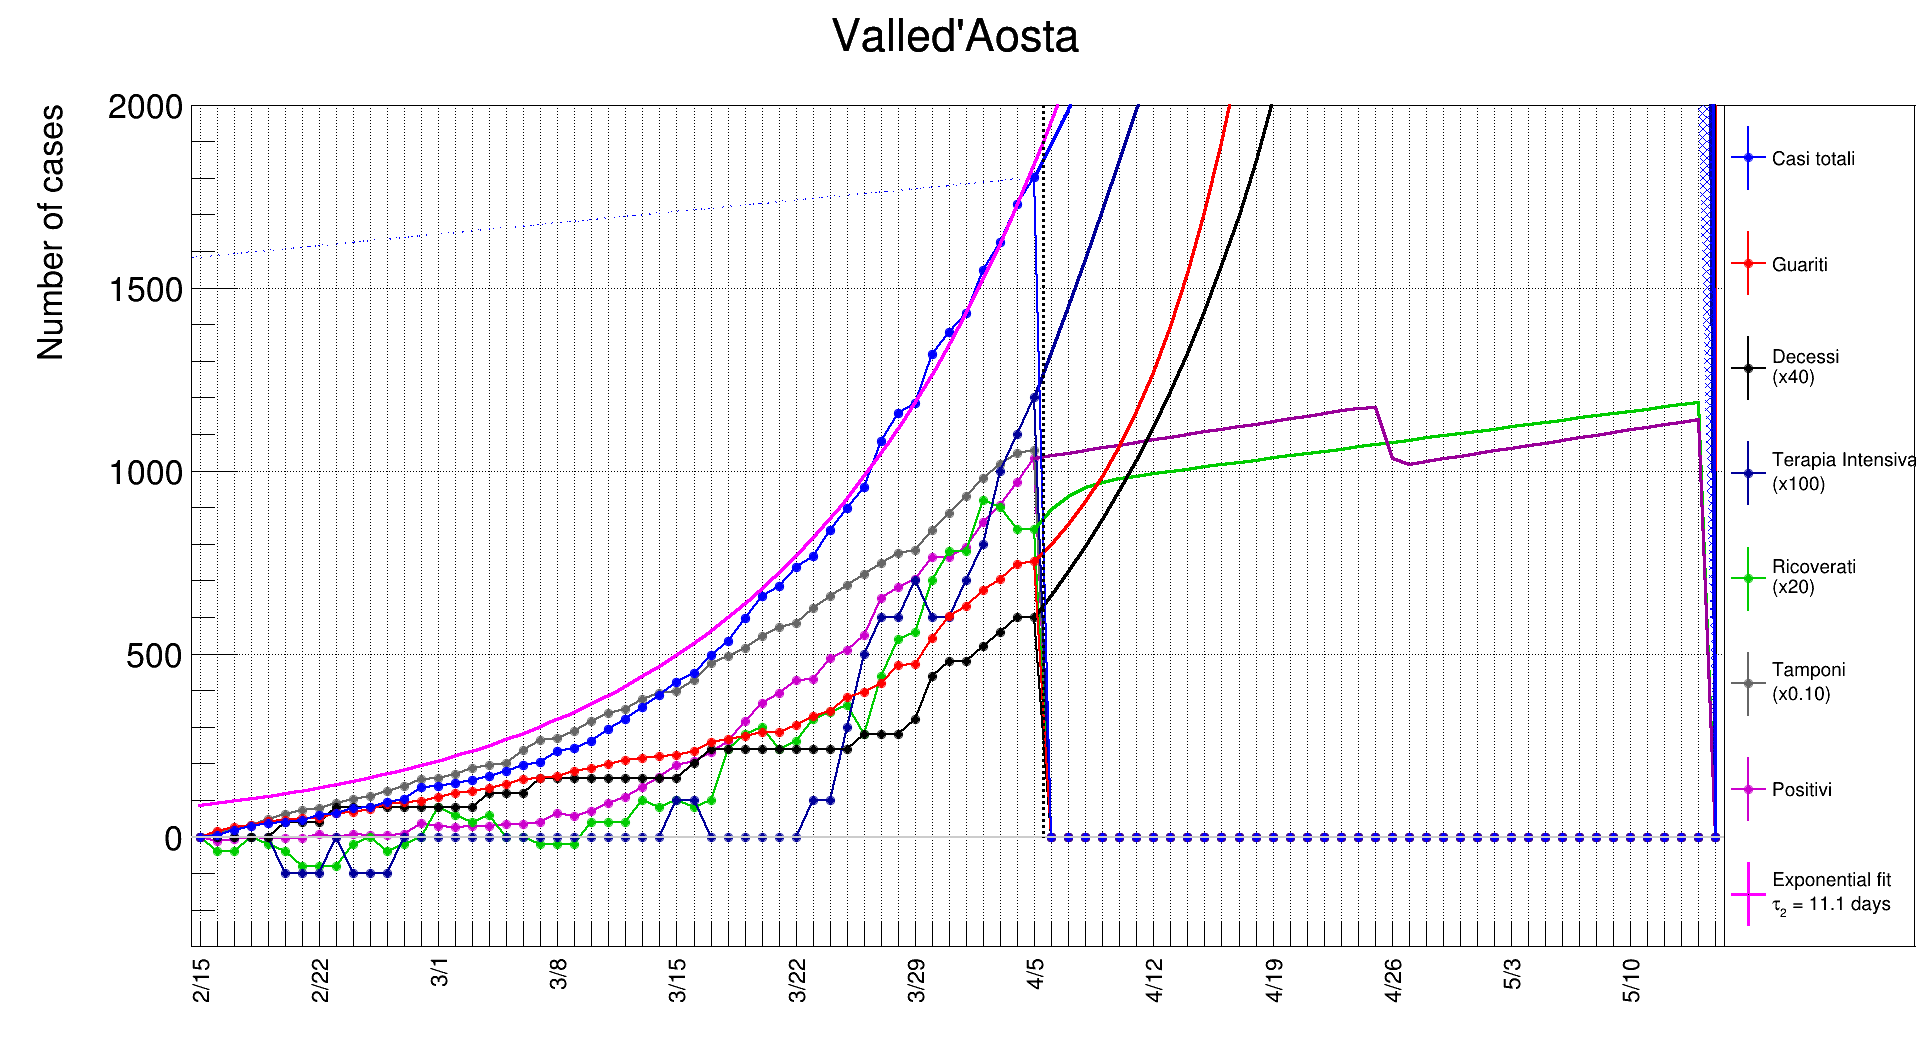 Valled'Aosta
Number of cases
2000
1500
1000
500
0
2/15
2/22
3/1
3/8
3/15
3/22
3/29
4/5
4/12
4/19
4/26
5/3
5/10
Casi totali
Guariti
Decessi
(x40)
Terapia Intensiva
(x100)
Ricoverati
(x20)
Tamponi
(x0.10)
Positivi
Exponential fit
τ2 = 11.1 days